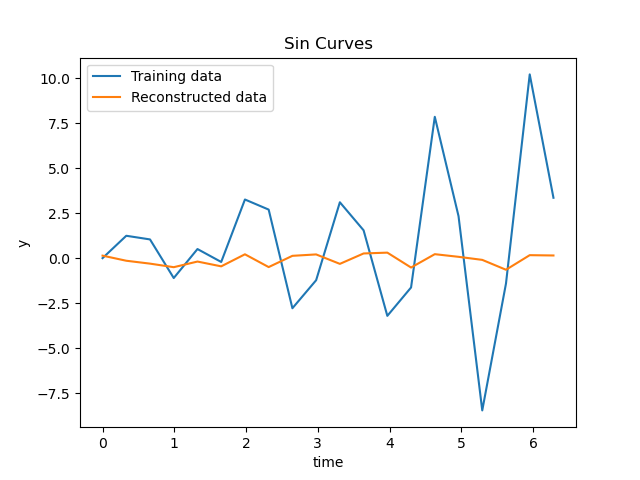 Sin Curves
Training data
Reconstructed data
10.0
7.5
5.0
2.5
0.0
−2.5
−5.0
−7.5
y
0 1 2 3 4 5 6
time